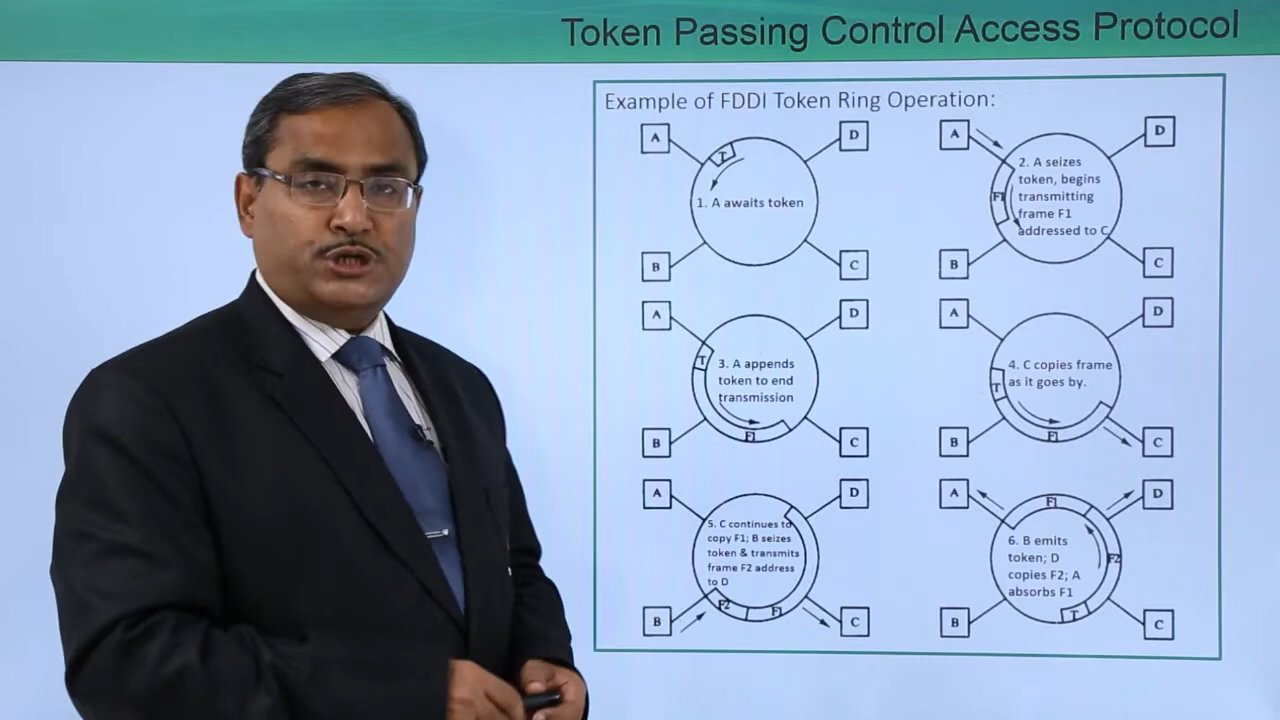 Token Passing Control Access Protocol
Example of FDDI Token Ring Operation:
A
D
T
1. A awaits token
B
C
A
D
2. A seizes
token, begins
transmitting
frame F1
addressed to C
F1
B
C
A
D
T
3. A appends
token to end
transmission
F1
B
C
A
D
4. C copies frame
as it goes by.
T
F1
B
C
A
D
5. C continues to
copy F1; B seizes
token & transmits
frame F2 address
to D
F2
F1
B
C
A
D
F1
6. B emits
token; D
copies F2; A
absorbs F1
F2
T
B
C